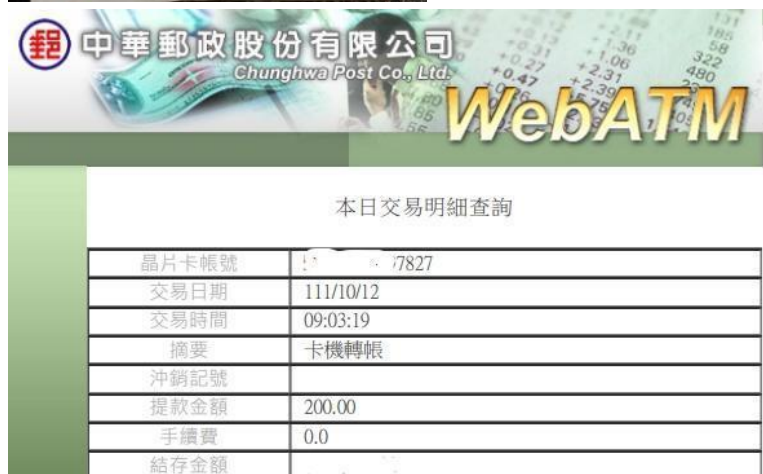 郵 中華郵政股份有限公司
Chunghwa Post Co., Ltd.
WebATM
本日交易明細查詢
晶片卡帳號 7827
交易日期 111/10/12
交易時間 09:03:19
摘要 卡機轉帳
沖銷記號
提款金額 200.00
手續費 0.0
結存金額